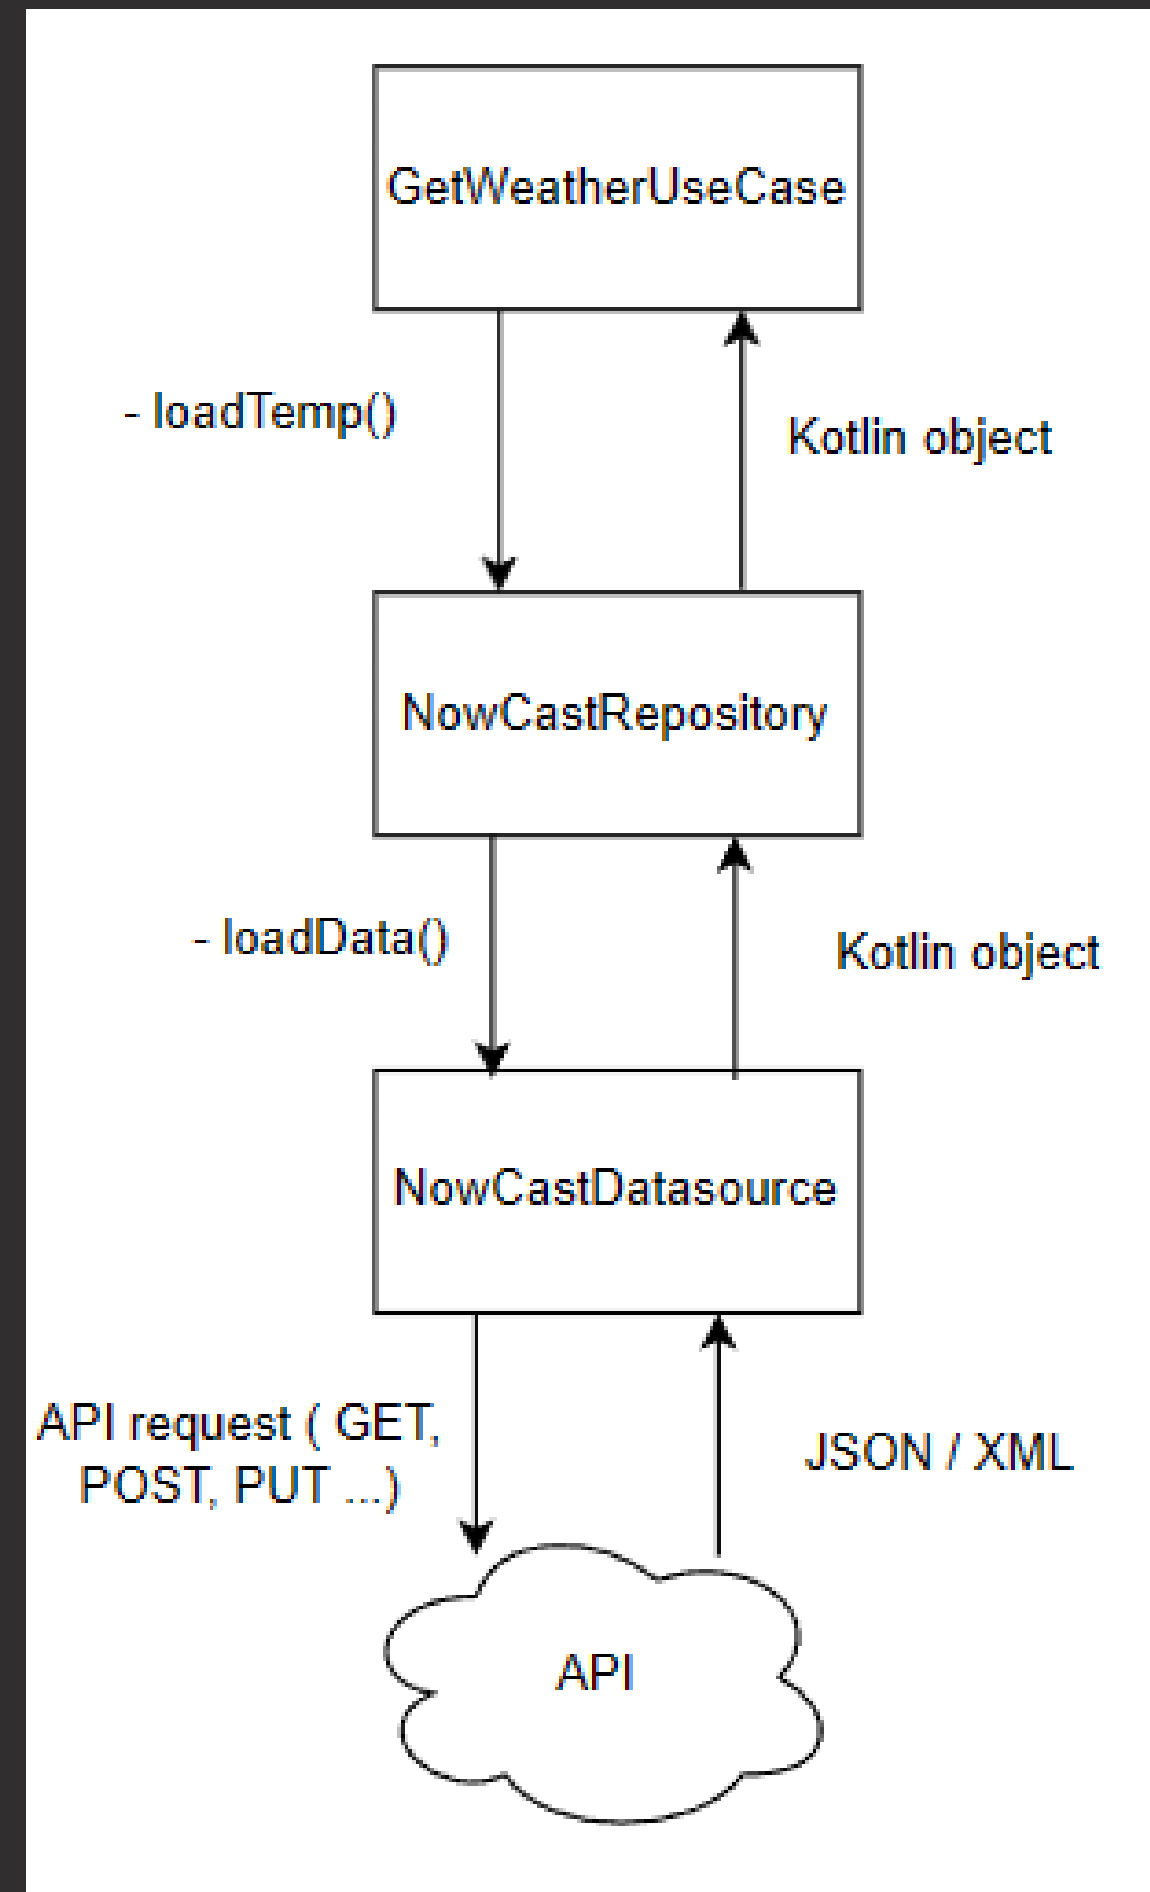 GetWeatherUseCase
- loadTemp()
Kotlin object
NowCastRepository
- loadData()
Kotlin object
NowCastDatasource
API request ( GET,
POST, PUT ...)
JSON / XML
API